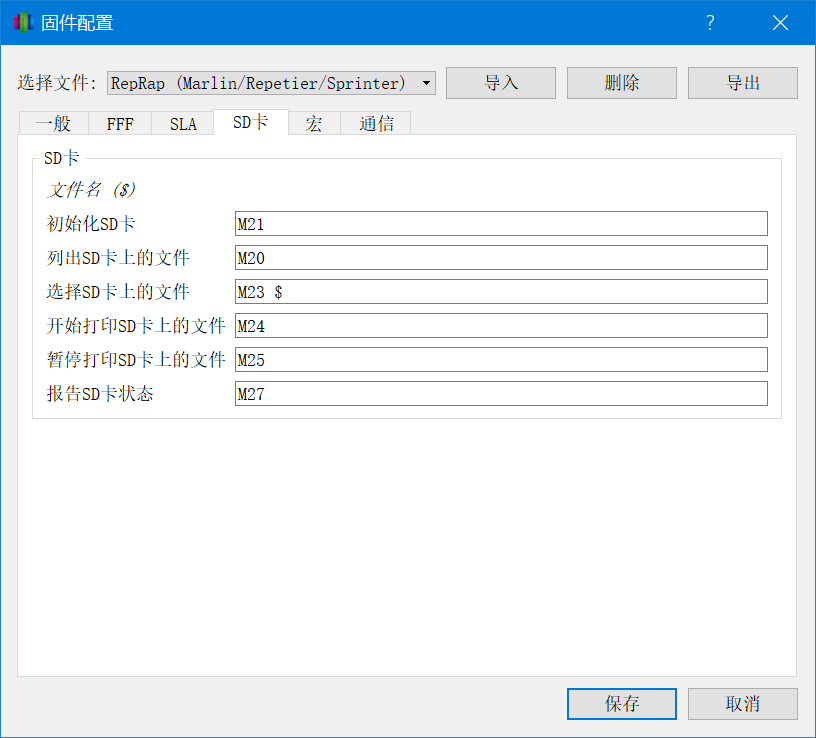 固件配置
选择文件: RepRap (Marlin/Repetier/Sprinter) 导入 删除 导出
一般 FFF SLA SD卡 宏 通信
SD卡
文件名 ($)
初始化SD卡 M21
列出SD卡上的文件 M20
选择SD卡上的文件 M23 $
开始打印SD卡上的文件 M24
暂停打印SD卡上的文件 M25
报告SD卡状态 M27
保存 取消